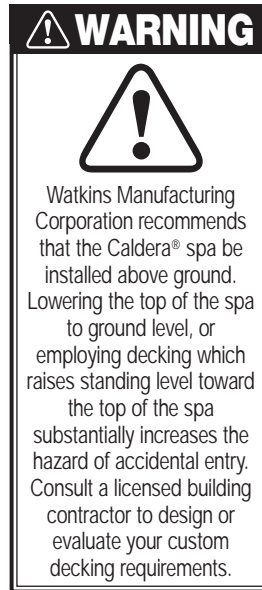 WARNING
Watkins Manufacturing
Corporation recommends
that the Caldera® spa be
installed above ground.
Lowering the top of the spa
to ground level, or
employing decking which
raises standing level toward
the top of the spa
substantially increases the
hazard of accidental entry.
Consult a licensed building
contractor to design or
evaluate your custom
decking requirements.